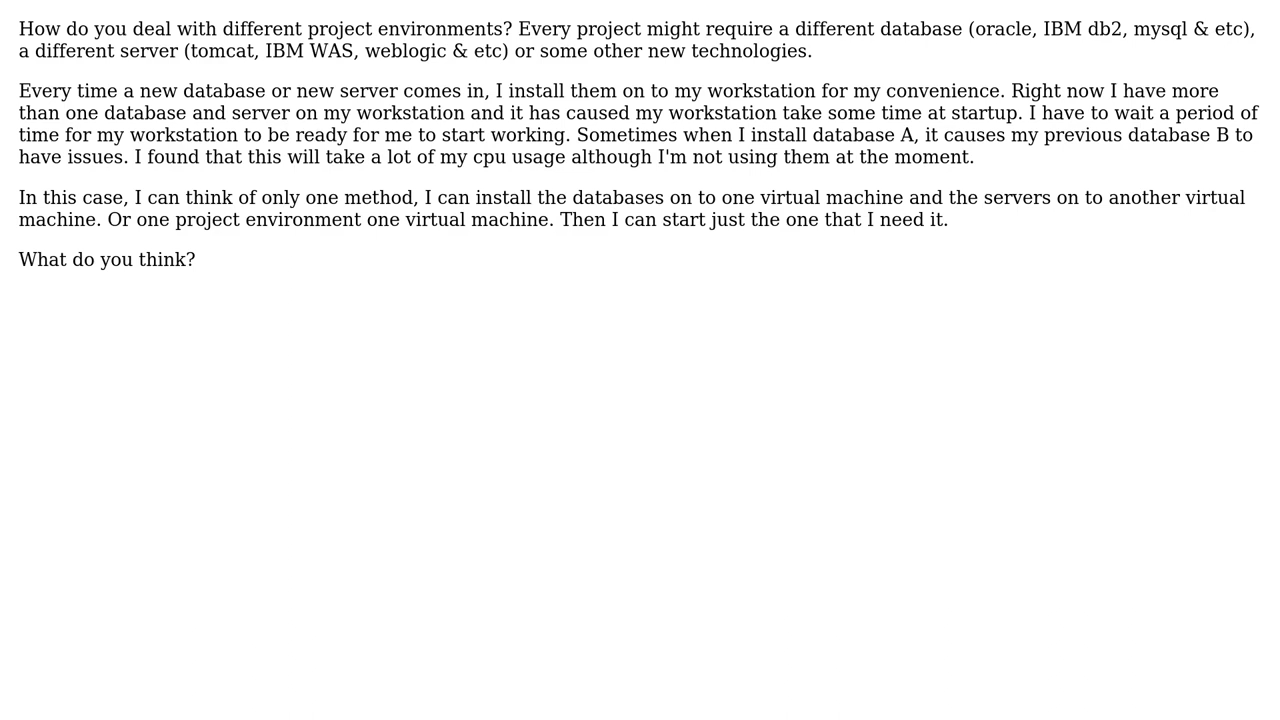 How do you deal with different project environments? Every project might require a different database (oracle, IBM db2, mysql & etc),
a different server (tomcat, IBM WAS, weblogic & etc) or some other new technologies.
Every time a new database or new server comes in, I install them on to my workstation for my convenience. Right now I have more
than one database and server on my workstation and it has caused my workstation take some time at startup. I have to wait a period of
time for my workstation to be ready for me to start working. Sometimes when I install database A, it causes my previous database B to
have issues. I found that this will take a lot of my cpu usage although I'm not using them at the moment.
In this case, I can think of only one method, I can install the databases on to one virtual machine and the servers on to another virtual
machine. Or one project environment one virtual machine. Then I can start just the one that I need it.
What do you think?